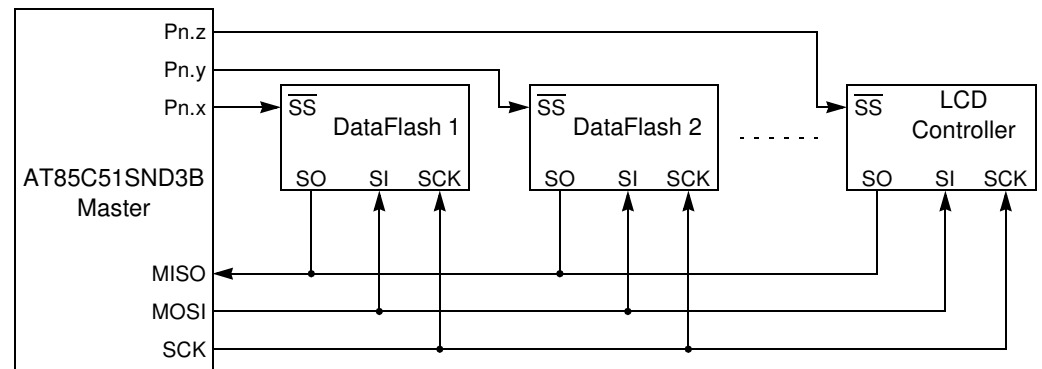 Pn.z
Pn.y
Pn.x
AT85C51SND3B
Master
MISO
MOSI
SCK
SS
DataFlash 1
SO SI SCK
SS
DataFlash 2
SO SI SCK
SS
LCD
Controller
SO SI SCK